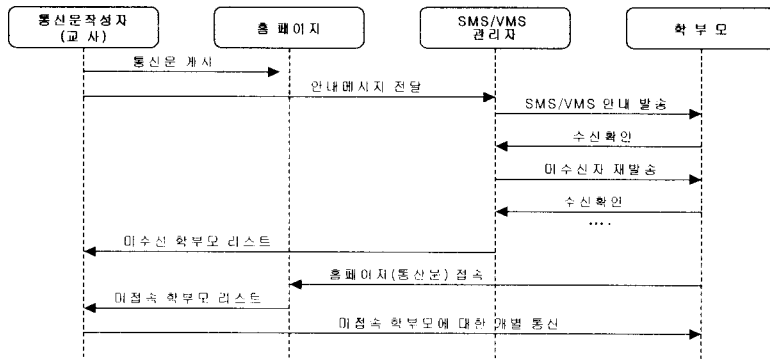 통신문작성자
(교 사)
홈 페이지
SMS/VMS
관리자
학 부 모
통신문 게시
안내메시지 전달
SMS/VMS 안내 발송
수신확인
미수신자 재발송
수신확인
....
미수신 학부모 리스트
홈페이지(통산문) 접속
미접속 학부모 리스트
미접속 학부모에 대한 개별 통신